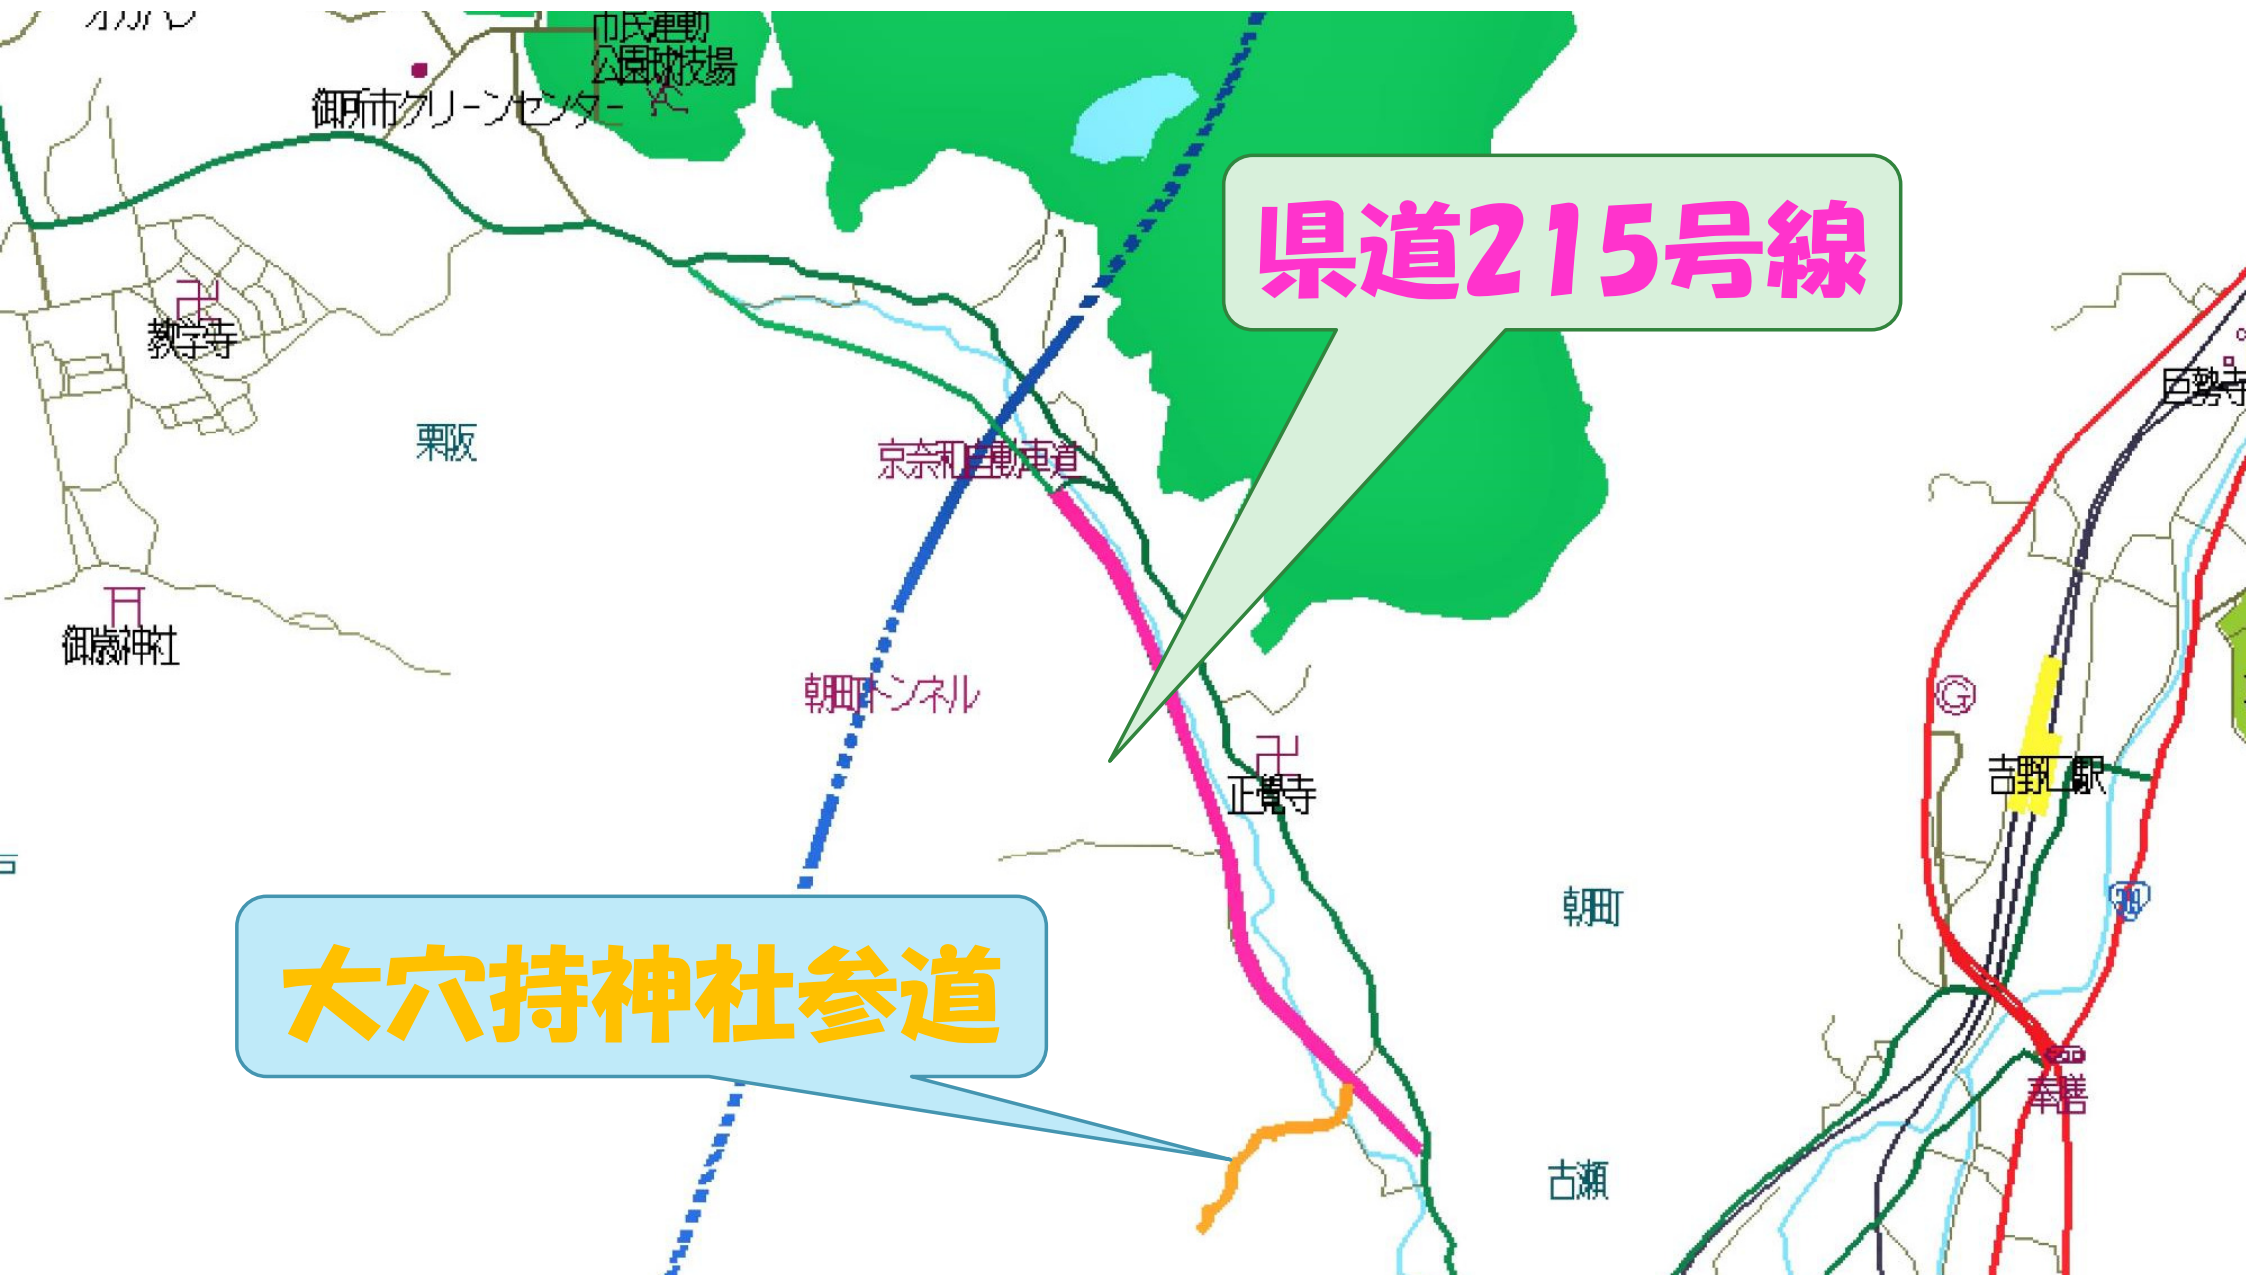 市民運動
公園球技場
御所市クリーンセンター
県道215号線
教学寺
巨勢寺
栗阪
京奈和自動車道
御歳神社
朝町トンネル
吉野口駅
正覚寺
朝町
大穴持神社参道
奉膳
古瀬